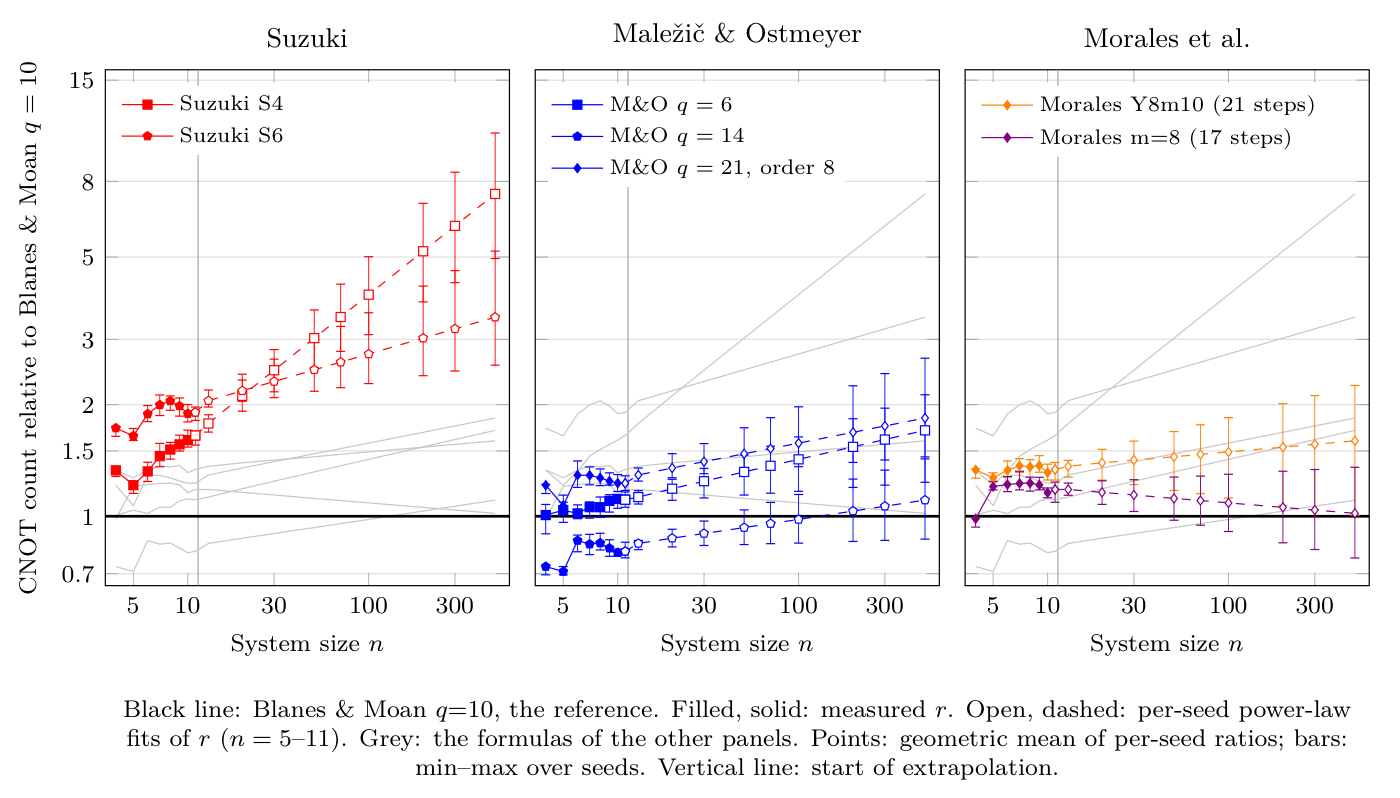 Suzuki
Maležič & Ostmeyer
Morales et al.
CNOT count relative to Blanes & Moan q = 10
15
8
5
3
2
1.5
1
0.7
Suzuki S4
Suzuki S6
M&O q = 6
M&O q = 14
M&O q = 21, order 8
Morales Y8m10 (21 steps)
Morales m=8 (17 steps)
5 10 30 100 300
5 10 30 100 300
5 10 30 100 300
System size n
System size n
System size n
Black line: Blanes & Moan q=10, the reference. Filled, solid: measured r. Open, dashed: per-seed power-law
fits of r (n = 5–11). Grey: the formulas of the other panels. Points: geometric mean of per-seed ratios; bars:
min–max over seeds. Vertical line: start of extrapolation.